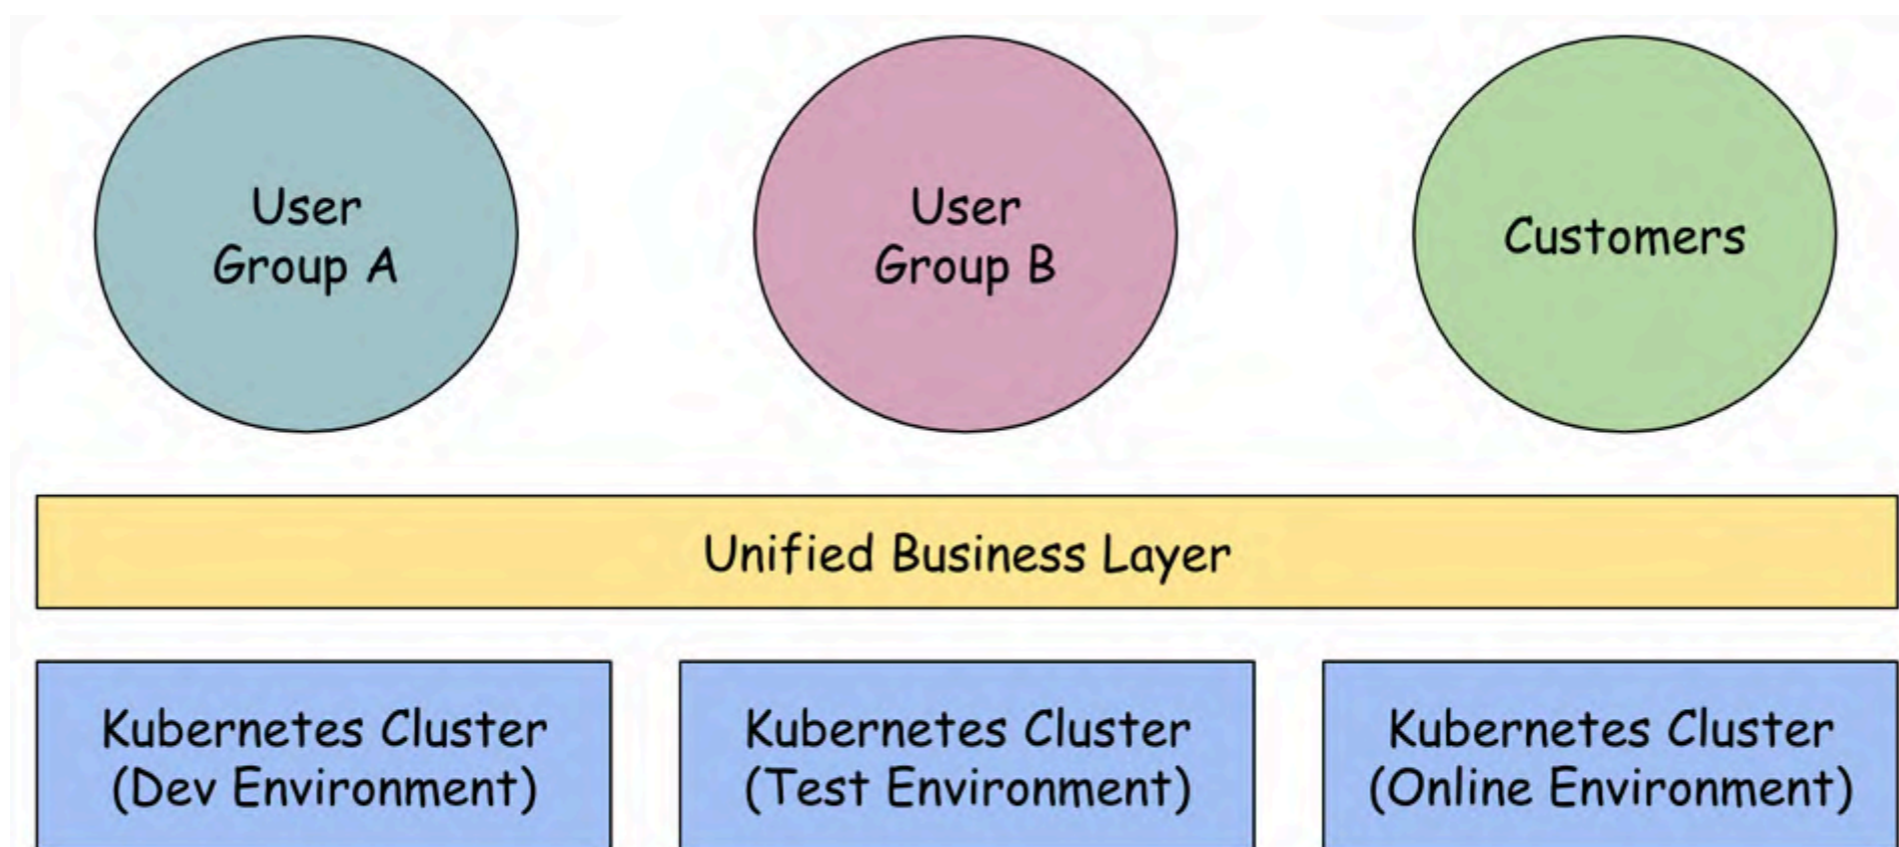 User
Group A
User
Group B
Customers
Unified Business Layer
Kubernetes Cluster
(Dev Environment)
Kubernetes Cluster
(Test Environment)
Kubernetes Cluster
(Online Environment)